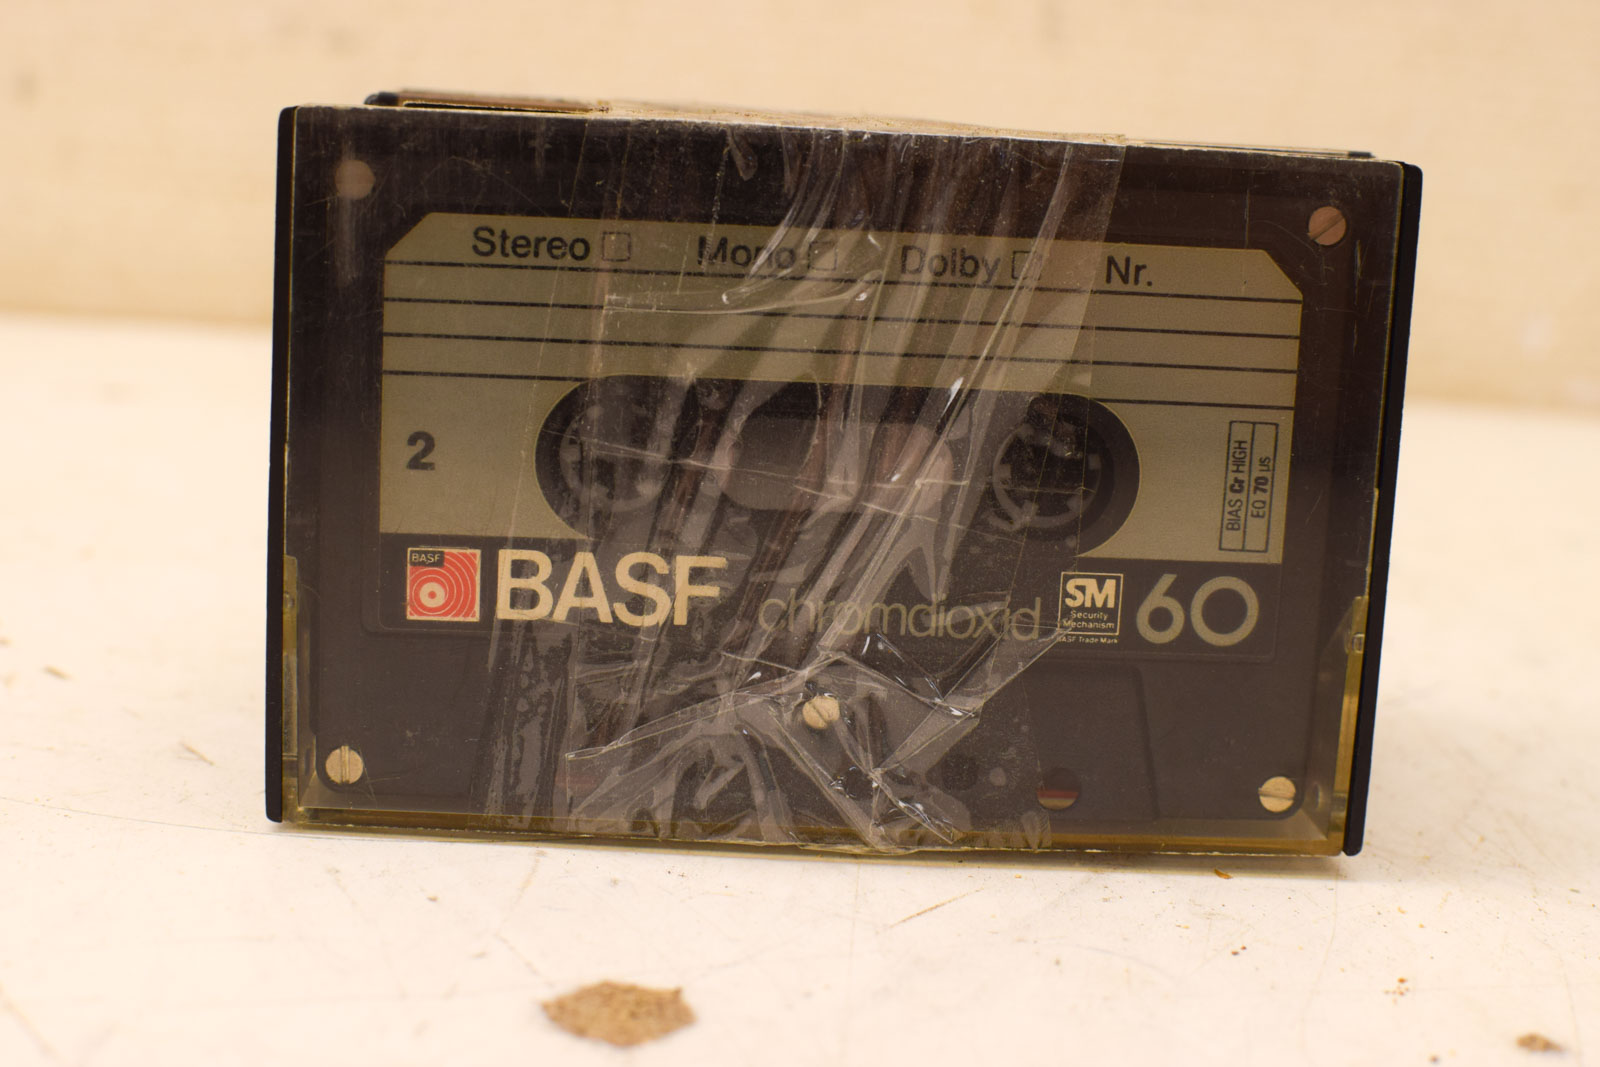 Stereo Mono Dolby Nr.
2
BIAS Cr HIGH
EQ 70 µs
BASF
BASF chromdioxid
SM
Security
Mechanism
BASF Trade Mark
60